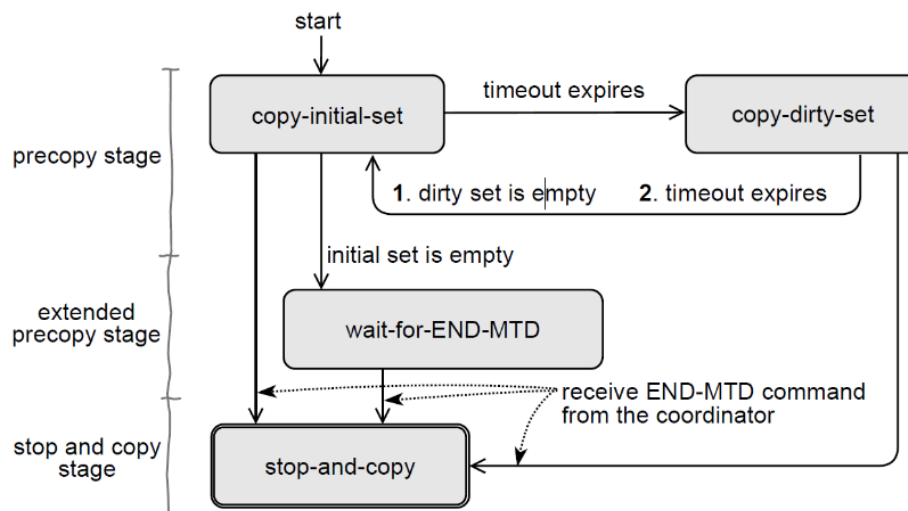 start
copy-initial-set
timeout expires
copy-dirty-set
precopy stage
1. dirty set is empty
2. timeout expires
initial set is empty
extended
precopy stage
wait-for-END-MTD
receive END-MTD command
from the coordinator
stop and copy
stage
stop-and-copy